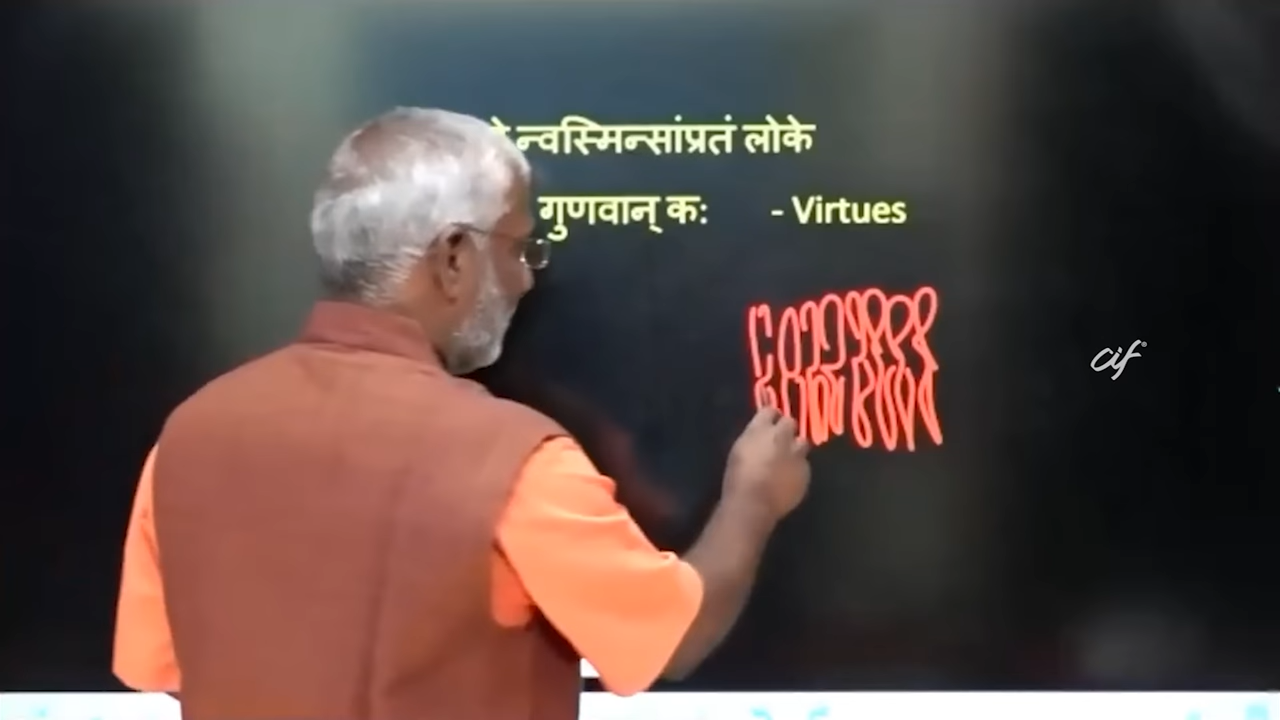 न्वस्मिन्सांप्रतं लोके
गुणवान् कः - Virtues
cif